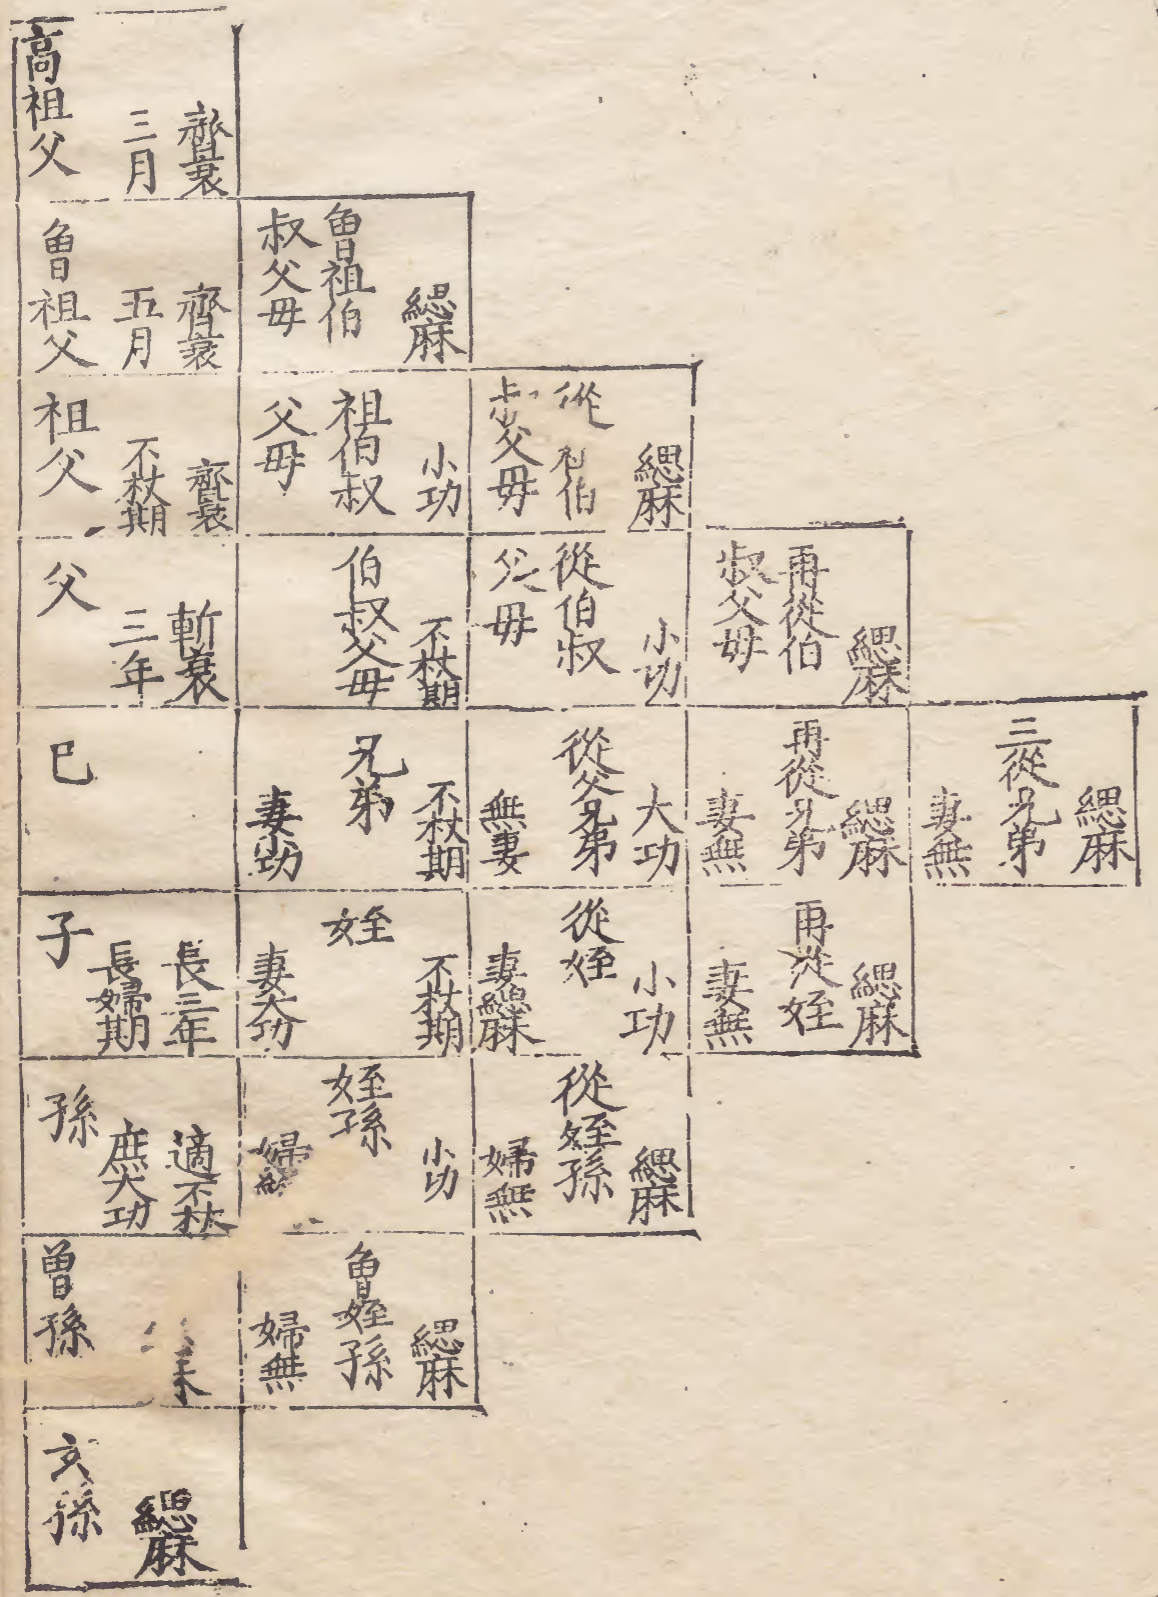 齊衰
三月
高祖父
緦麻
曾祖伯
叔父母
齊衰
五月
曾祖父
緦麻
從祖伯
叔父母
小功
祖伯叔
父母
齊衰
不杖期
祖父
緦麻
再從伯
叔父母
小功
從伯叔
父母
不杖期
伯叔父母
斬衰
三年
父
緦麻
三從兄弟
妻無
緦麻
再從兄弟
妻無
大功
從父兄弟
無妻
不杖期
兄弟
妻小功
巳
緦麻
再從姪
妻無
小功
從姪
妻緦麻
不杖期
姪
妻大功
長三年
長婦期
子
緦麻
從姪孫
婦無
小功
姪孫
婦
適不杖
庶大功
孫
緦麻
曾姪孫
婦無
曾孫
緦麻
玄孫